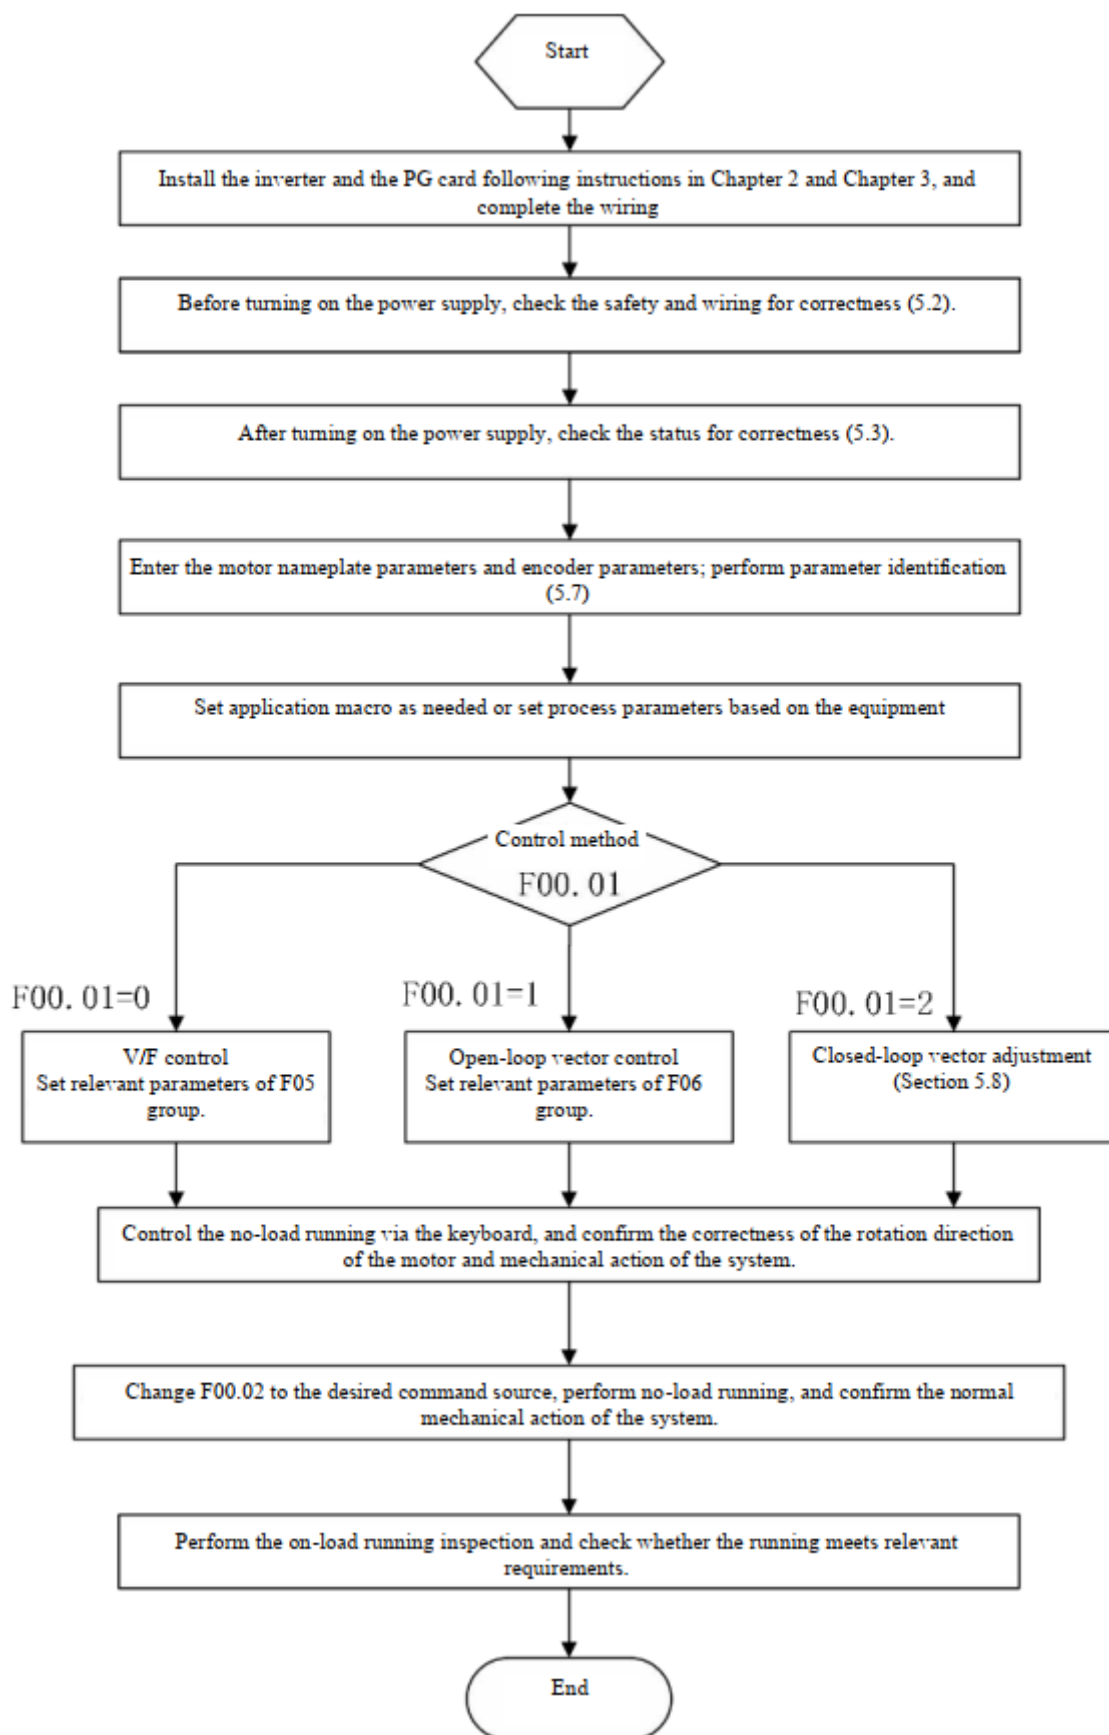 Start
Install the inverter and the PG card following instructions in Chapter 2 and Chapter 3, and
complete the wiring
Before turning on the power supply, check the safety and wiring for correctness (5.2).
After turning on the power supply, check the status for correctness (5.3).
Enter the motor nameplate parameters and encoder parameters; perform parameter identification
(5.7)
Set application macro as needed or set process parameters based on the equipment
Control method
F00. 01
F00. 01=0
F00. 01=1
F00. 01=2
V/F control
Set relevant parameters of F05
group.
Open-loop vector control
Set relevant parameters of F06
group.
Closed-loop vector adjustment
(Section 5.8)
Control the no-load running via the keyboard, and confirm the correctness of the rotation direction
of the motor and mechanical action of the system.
Change F00.02 to the desired command source, perform no-load running, and confirm the normal
mechanical action of the system.
Perform the on-load running inspection and check whether the running meets relevant
requirements.
End